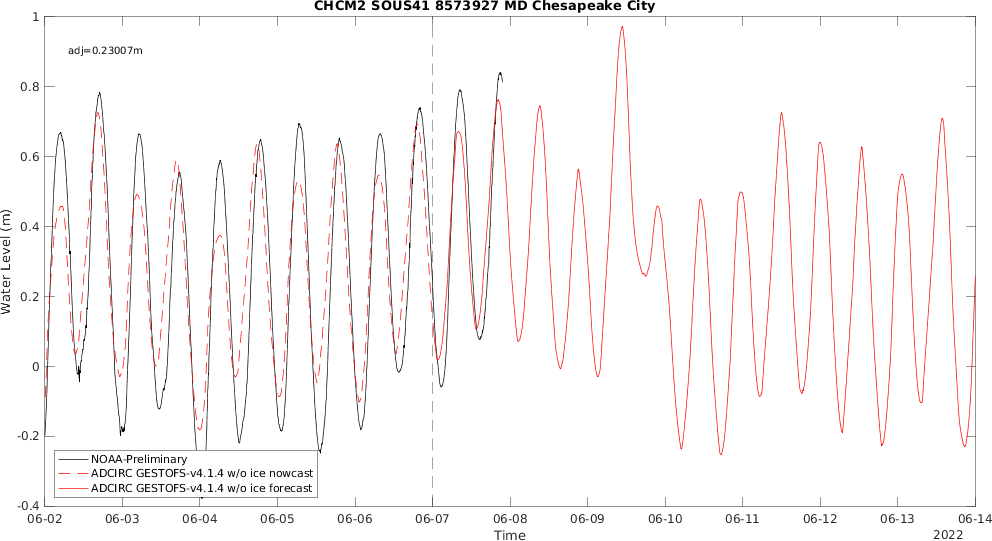 CHCM2 SOUS41 8573927 MD Chesapeake City
adj=0.23007m
1
0.8
0.6
0.4
0.2
0
-0.2
-0.4
Water Level (m)
NOAA-Preliminary
ADCIRC GESTOFS-v4.1.4 w/o ice nowcast
ADCIRC GESTOFS-v4.1.4 w/o ice forecast
06-02 06-03 06-04 06-05 06-06 06-07 06-08 06-09 06-10 06-11 06-12 06-13 06-14
Time
2022